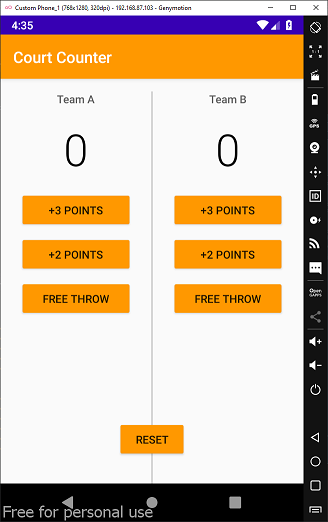 Custom Phone_1 (768x1280, 320dpi) - 192.168.87.103 - Genymotion
4:35
Court Counter
Team A
Team B
0
0
+3 POINTS
+3 POINTS
+2 POINTS
+2 POINTS
FREE THROW
FREE THROW
RESET
Free for personal use
1:1
GPS
ID
Open
GAPPS